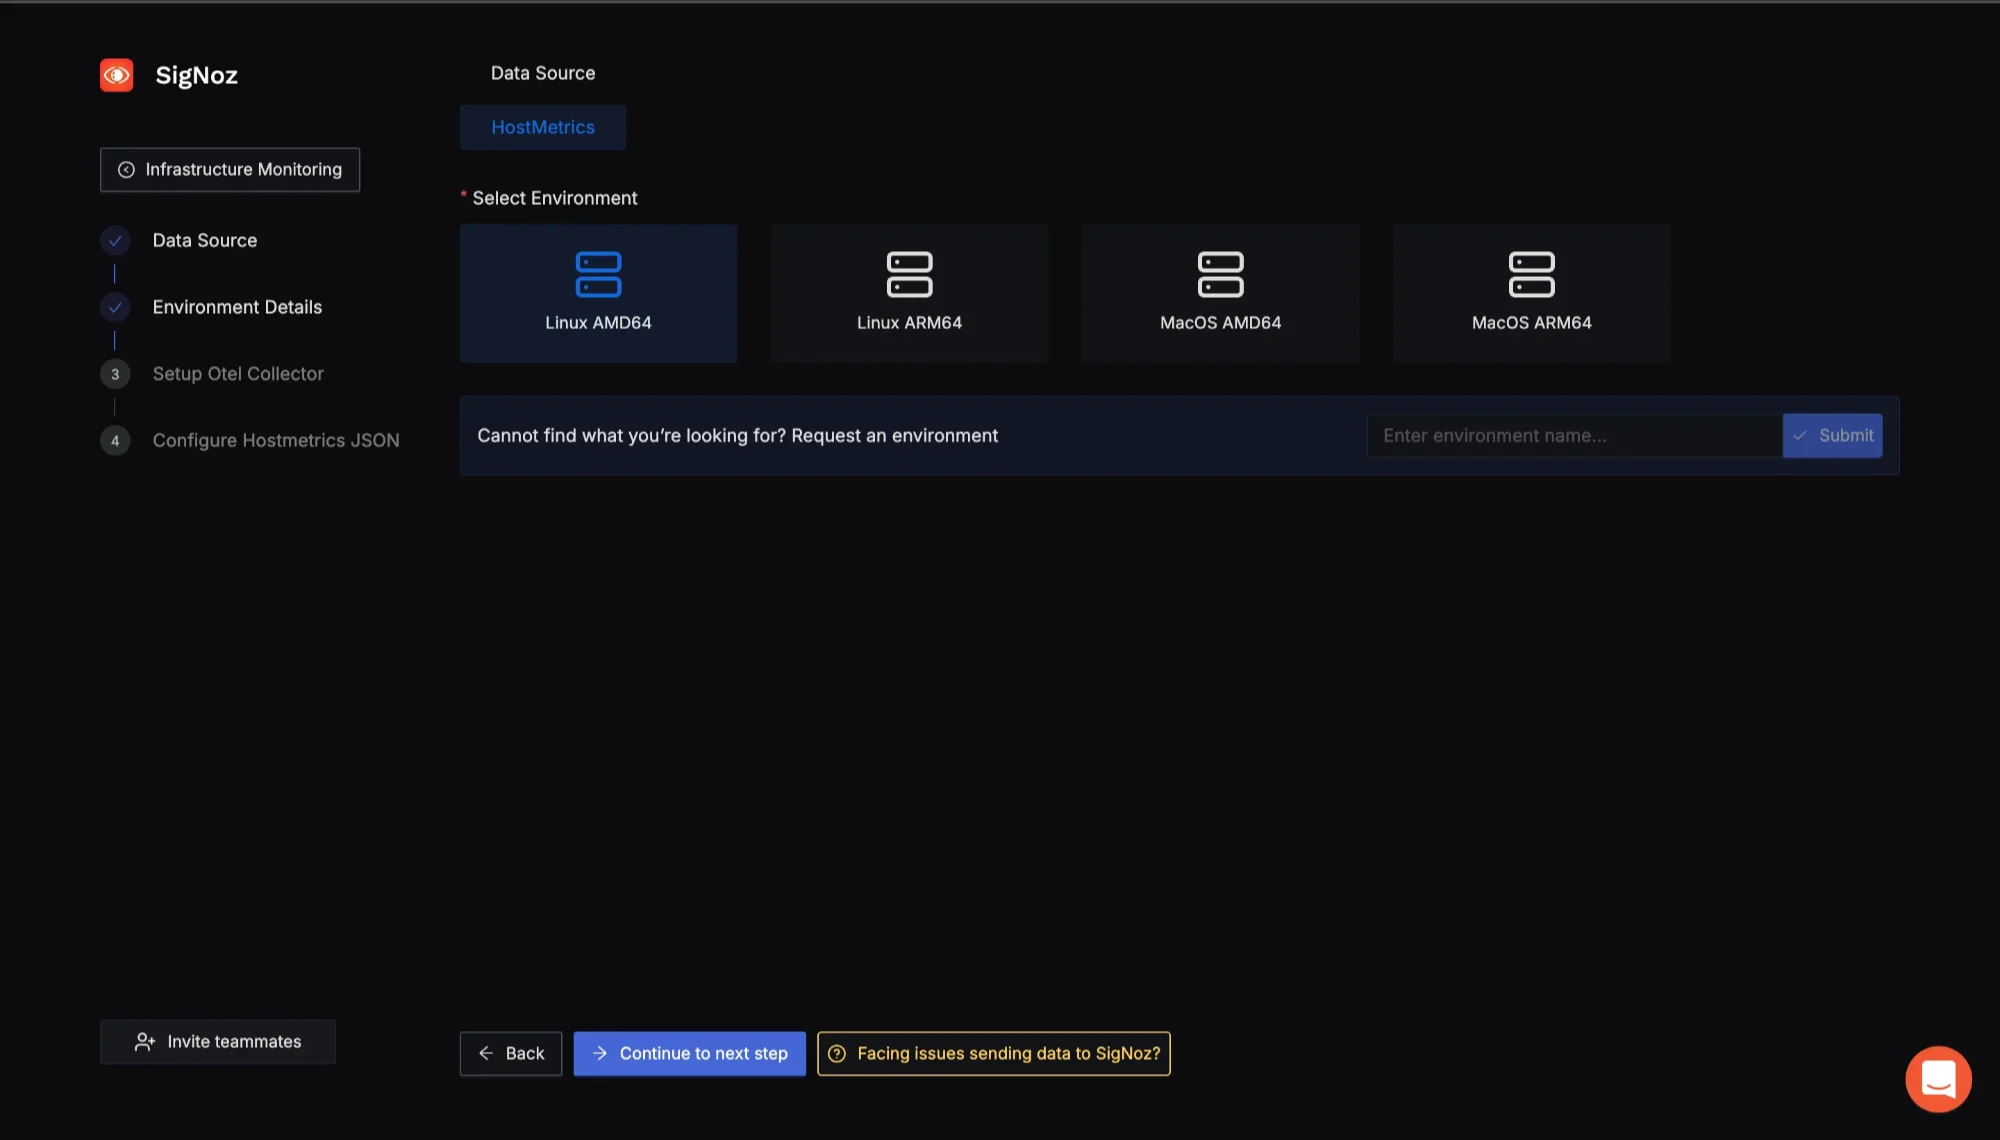 SigNoz
Infrastructure Monitoring
Data Source
Environment Details
3 Setup Otel Collector
4 Configure Hostmetrics JSON
Invite teammates
Data Source
HostMetrics
* Select Environment
Linux AMD64
Linux ARM64
MacOS AMD64
MacOS ARM64
Cannot find what you’re looking for? Request an environment
Enter environment name...
Submit
Back
Continue to next step
Facing issues sending data to SigNoz?